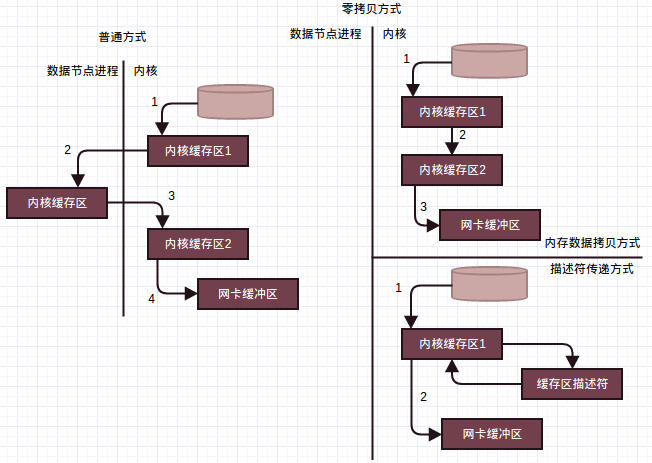 普通方式
数据节点进程
内核
1
内核缓存区1
2
内核缓存区
3
内核缓存区2
4
网卡缓冲区
零拷贝方式
数据节点进程
内核
1
内核缓存区1
2
内核缓存区2
3
网卡缓冲区
内存数据拷贝方式
描述符传递方式
1
内核缓存区1
缓存区描述符
2
网卡缓冲区